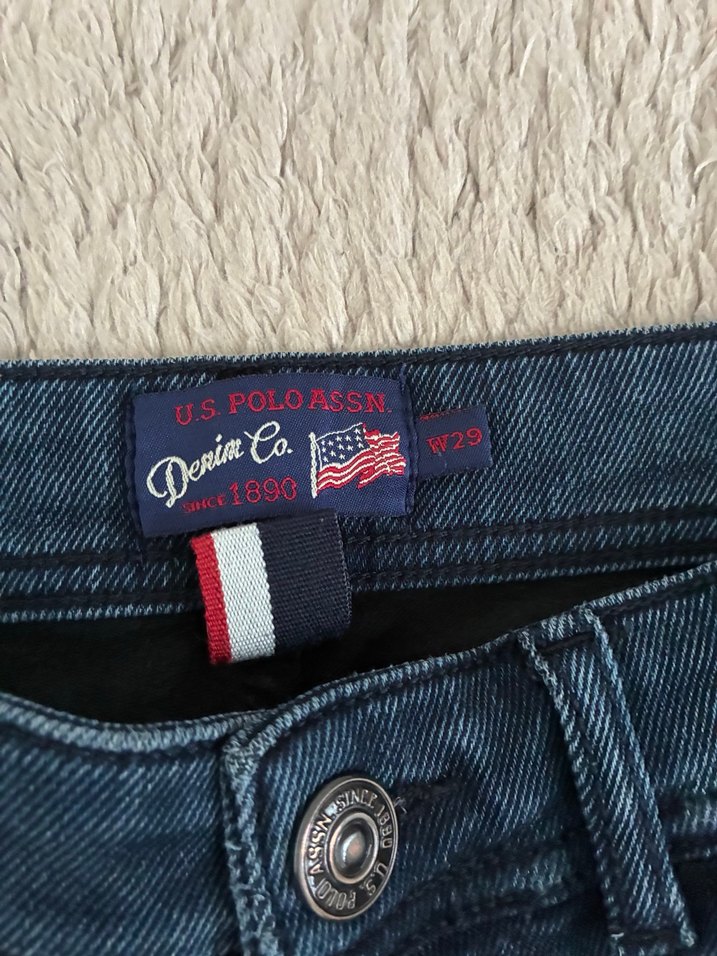 U.S. POLO ASSN.
Denim Co.
SINCE 1890
W29
U.S. POLO ASSN. SINCE 1890